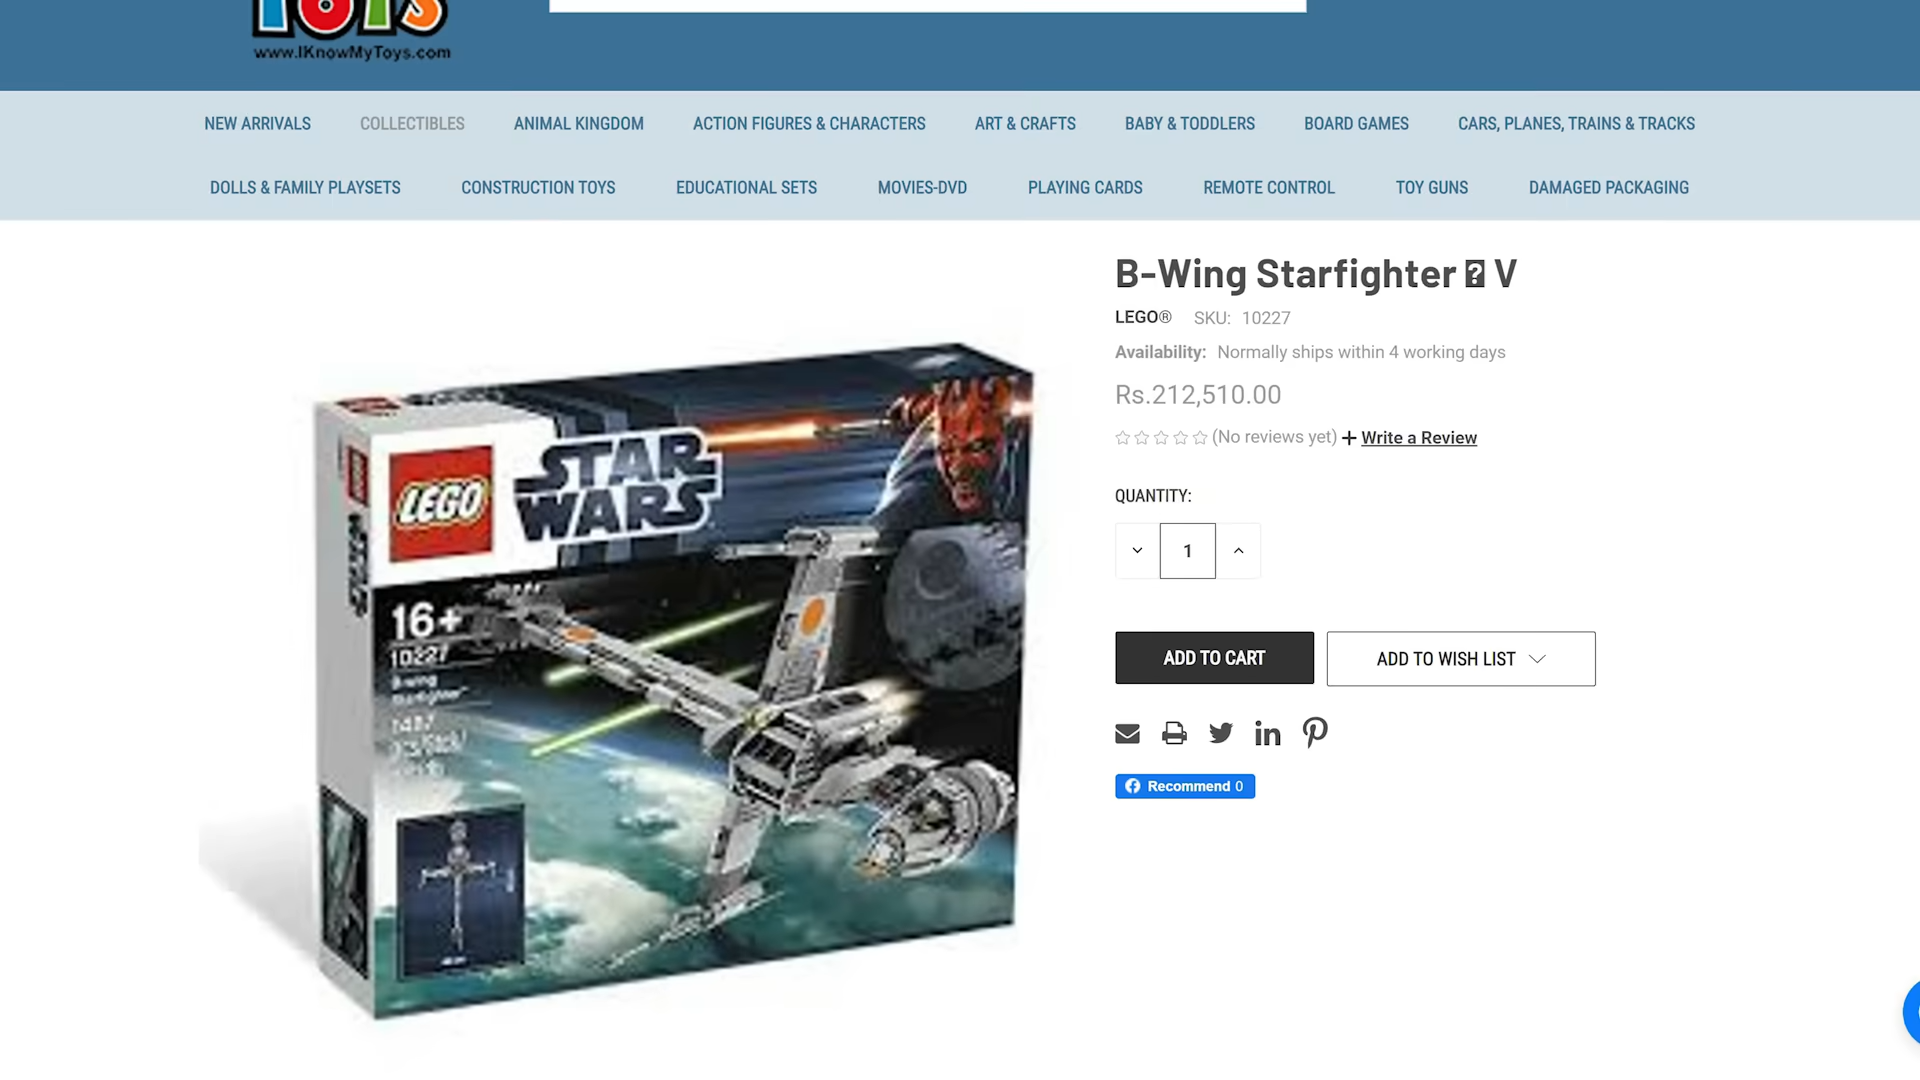 TOYS
www.IKnowMyToys.com
NEW ARRIVALS COLLECTIBLES ANIMAL KINGDOM ACTION FIGURES & CHARACTERS ART & CRAFTS BABY & TODDLERS BOARD GAMES CARS, PLANES, TRAINS & TRACKS
DOLLS & FAMILY PLAYSETS CONSTRUCTION TOYS EDUCATIONAL SETS MOVIES-DVD PLAYING CARDS REMOTE CONTROL TOY GUNS DAMAGED PACKAGING
B-Wing Starfighter � V
LEGO® SKU: 10227
Availability: Normally ships within 4 working days
Rs.212,510.00
(No reviews yet) + Write a Review
QUANTITY:
1
ADD TO CART ADD TO WISH LIST
Recommend 0
LEGO
STAR
WARS
16+
10227
B-wing
Starfighter™